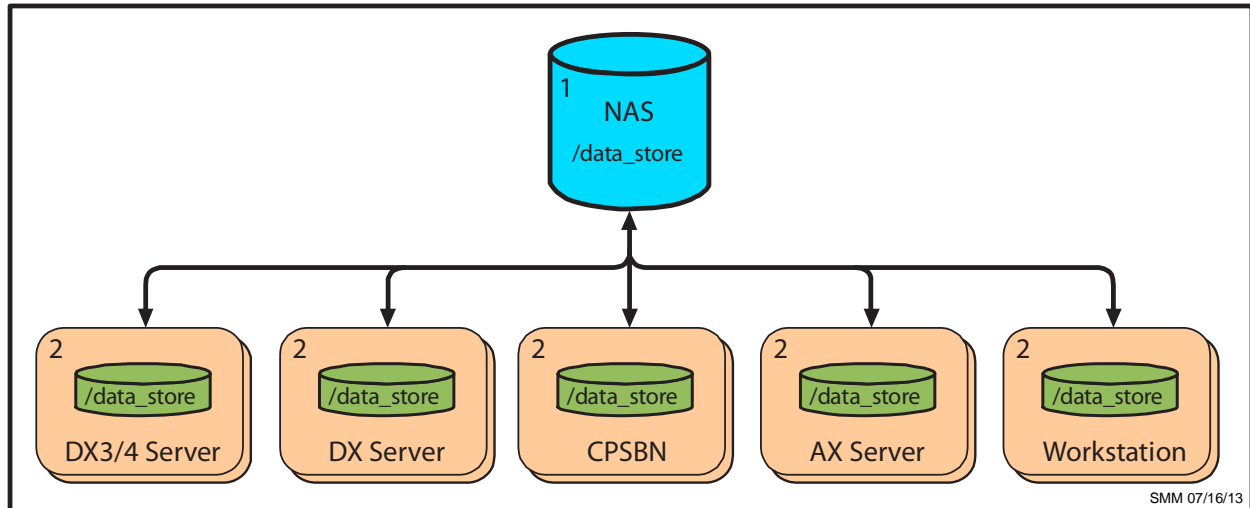 1
NAS
/data_store
2
/data_store
DX3/4 Server
2
/data_store
DX Server
2
/data_store
CPSBN
2
/data_store
AX Server
2
/data_store
Workstation
SMM 07/16/13